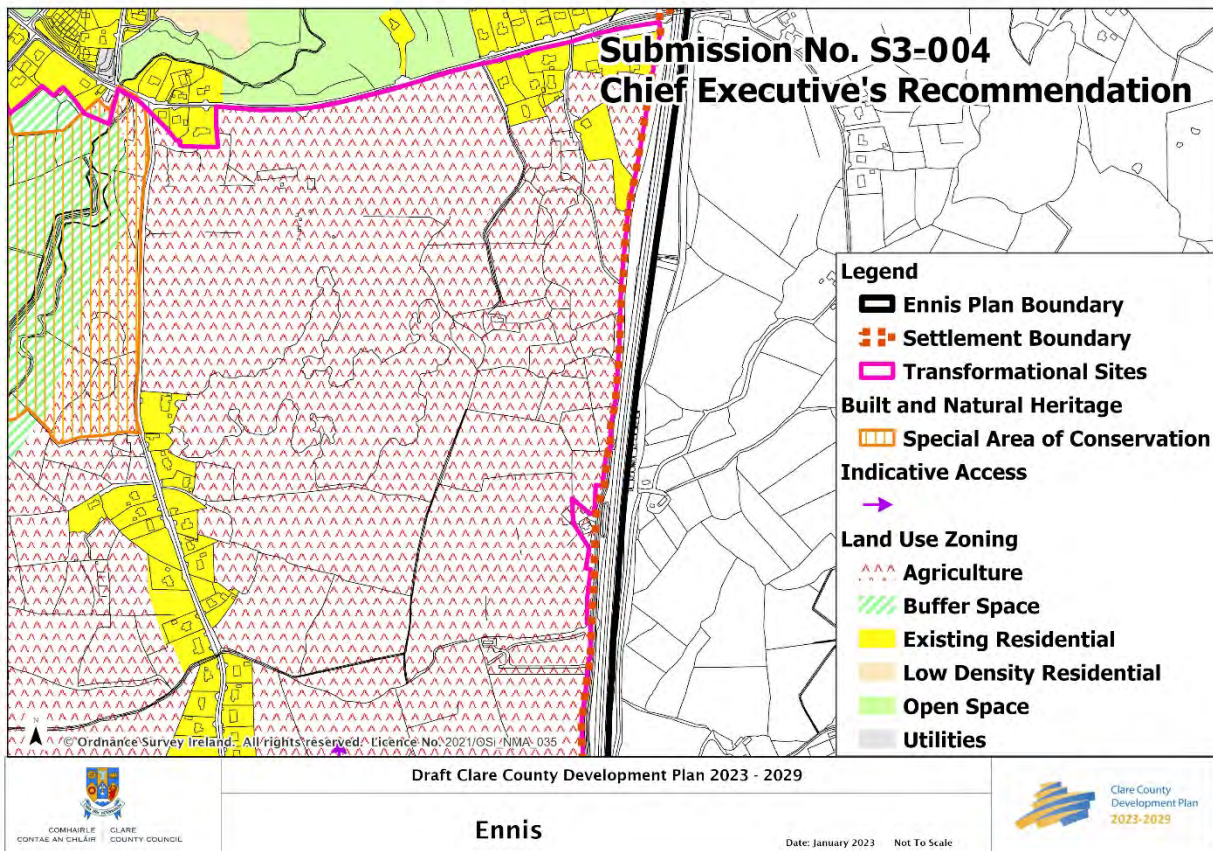 Submission No. S3-004
Chief Executive's Recommendation
Legend
Ennis Plan Boundary
Settlement Boundary
Transformational Sites
Built and Natural Heritage
Special Area of Conservation
Indicative Access
Land Use Zoning
Agriculture
Buffer Space
Existing Residential
Low Density Residential
Open Space
Utilities
N
© Ordnance Survey Ireland. All rights reserved. Licence No. 2021/OSi_NMA_035
COMHAIRLE CONTAE AN CHLÁIR
CLARE COUNTY COUNCIL
Draft Clare County Development Plan 2023 - 2029
Ennis
Date: January 2023 Not To Scale
Clare County
Development Plan
2023-2029